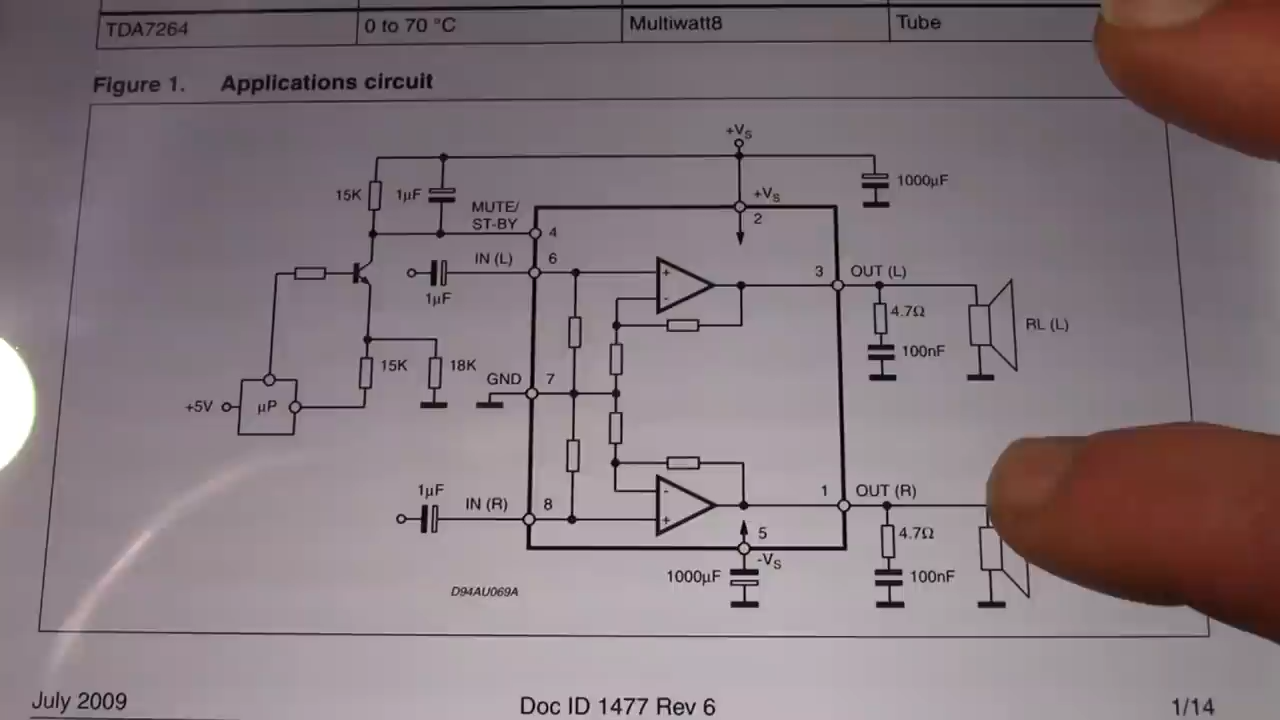 TDA7264 0 to 70 °C Multiwatt8 Tube
Figure 1. Applications circuit
+VS
15K
1µF
1000µF
MUTE/
ST-BY
+VS
4
2
IN (L)
6
3
OUT (L)
1µF
4.7Ω
RL (L)
100nF
15K
18K
GND
7
+5V
µP
1µF
IN (R)
8
1
OUT (R)
5
4.7Ω
-VS
1000µF
100nF
D94AU069A
July 2009 Doc ID 1477 Rev 6 1/14